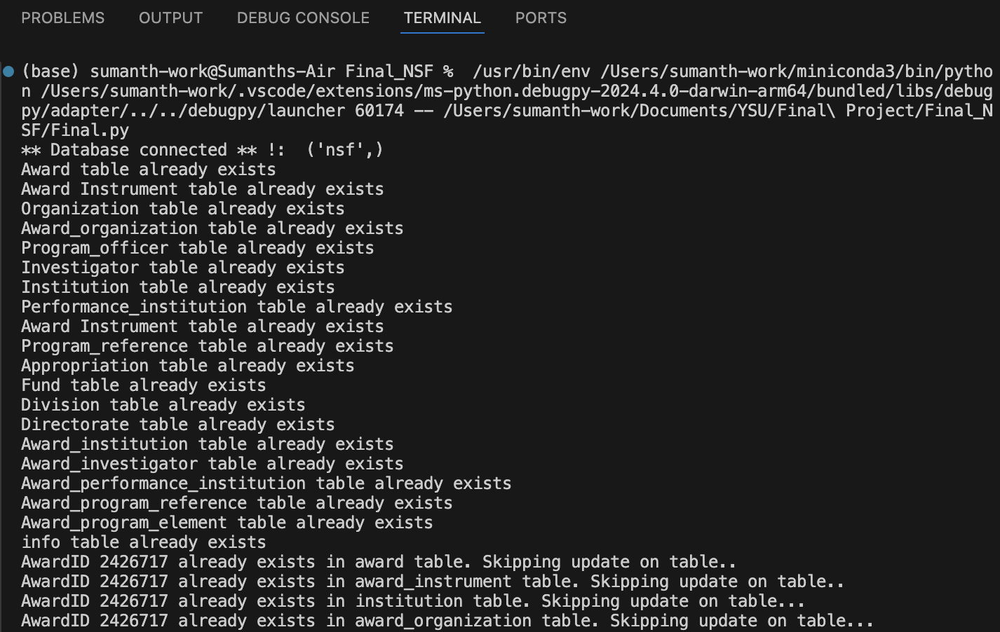 PROBLEMS OUTPUT DEBUG CONSOLE TERMINAL PORTS
(base) sumanth-work@Sumanths-Air Final_NSF %  /usr/bin/env /Users/sumanth-work/miniconda3/bin/pytho
n /Users/sumanth-work/.vscode/extensions/ms-python.debugpy-2024.4.0-darwin-arm64/bundled/libs/debug
py/adapter/../../debugpy/launcher 60174 -- /Users/sumanth-work/Documents/YSU/Final\ Project/Final_N
SF/Final.py
** Database connected ** !:  ('nsf',)
Award table already exists
Award Instrument table already exists
Organization table already exists
Award_organization table already exists
Program_officer table already exists
Investigator table already exists
Institution table already exists
Performance_institution table already exists
Award Instrument table already exists
Program_reference table already exists
Appropriation table already exists
Fund table already exists
Division table already exists
Directorate table already exists
Award_institution table already exists
Award_investigator table already exists
Award_performance_institution table already exists
Award_program_reference table already exists
Award_program_element table already exists
info table already exists
AwardID 2426717 already exists in award table. Skipping update on table..
AwardID 2426717 already exists in award_instrument table. Skipping update on table..
AwardID 2426717 already exists in institution table. Skipping update on table...
AwardID 2426717 already exists in award_organization table. Skipping update on table...